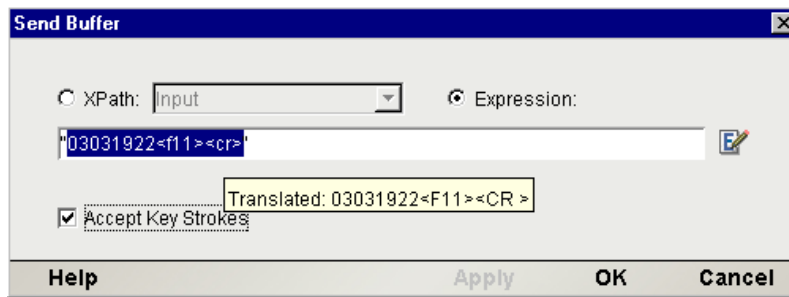 Send Buffer
XPath: Input Expression:
"03031922<f11><cr>"
Translated: 03031922<F11><CR >
Accept Key Strokes
Help Apply OK Cancel